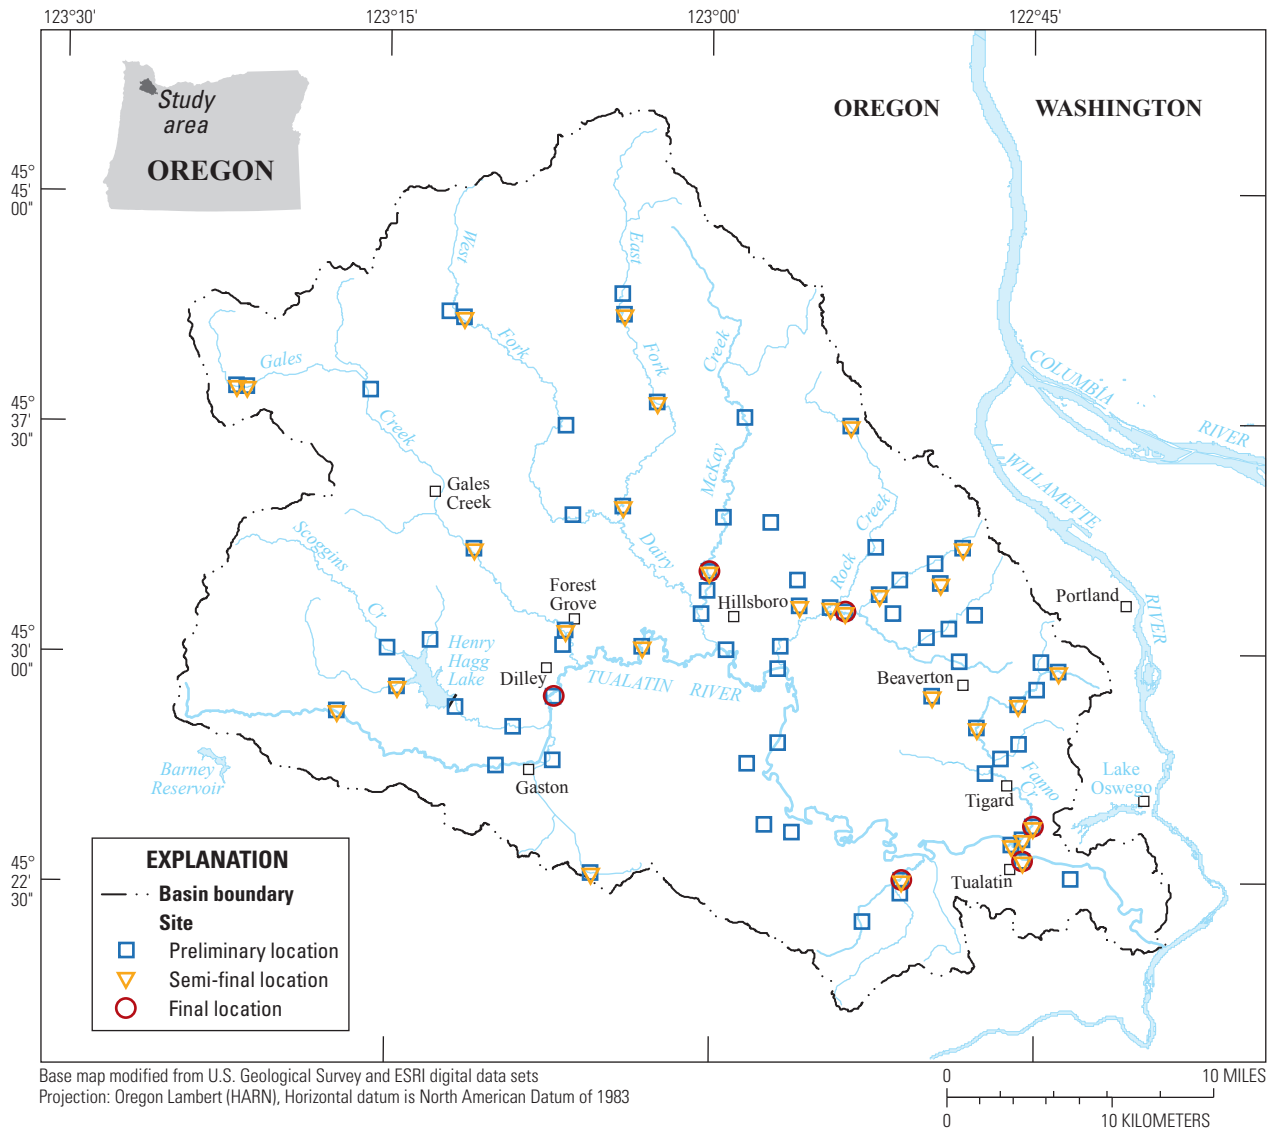 123°30'
123°15'
123°00'
122°45'
45°
45'
00"
45°
37'
30"
45°
30'
00"
45°
22'
30"
Study
area
OREGON
OREGON
WASHINGTON
West
Fork
East
Fork
Creek
McKay
Gales
Creek
COLUMBIA
RIVER
WILLAMETTE
RIVER
Gales
Creek
Scoggins
Cr
Dairy
Creek
Rock
Forest
Grove
Hillsboro
Portland
Henry
Hagg
Lake
Dilley
TUALATIN RIVER
Beaverton
Barney
Reservoir
Gaston
Fanno
Cr
Tigard
Lake
Oswego
Tualatin
EXPLANATION
Basin boundary
Site
Preliminary location
Semi-final location
Final location
Base map modified from U.S. Geological Survey and ESRI digital data sets
Projection: Oregon Lambert (HARN), Horizontal datum is North American Datum of 1983
0 10 MILES
0 10 KILOMETERS